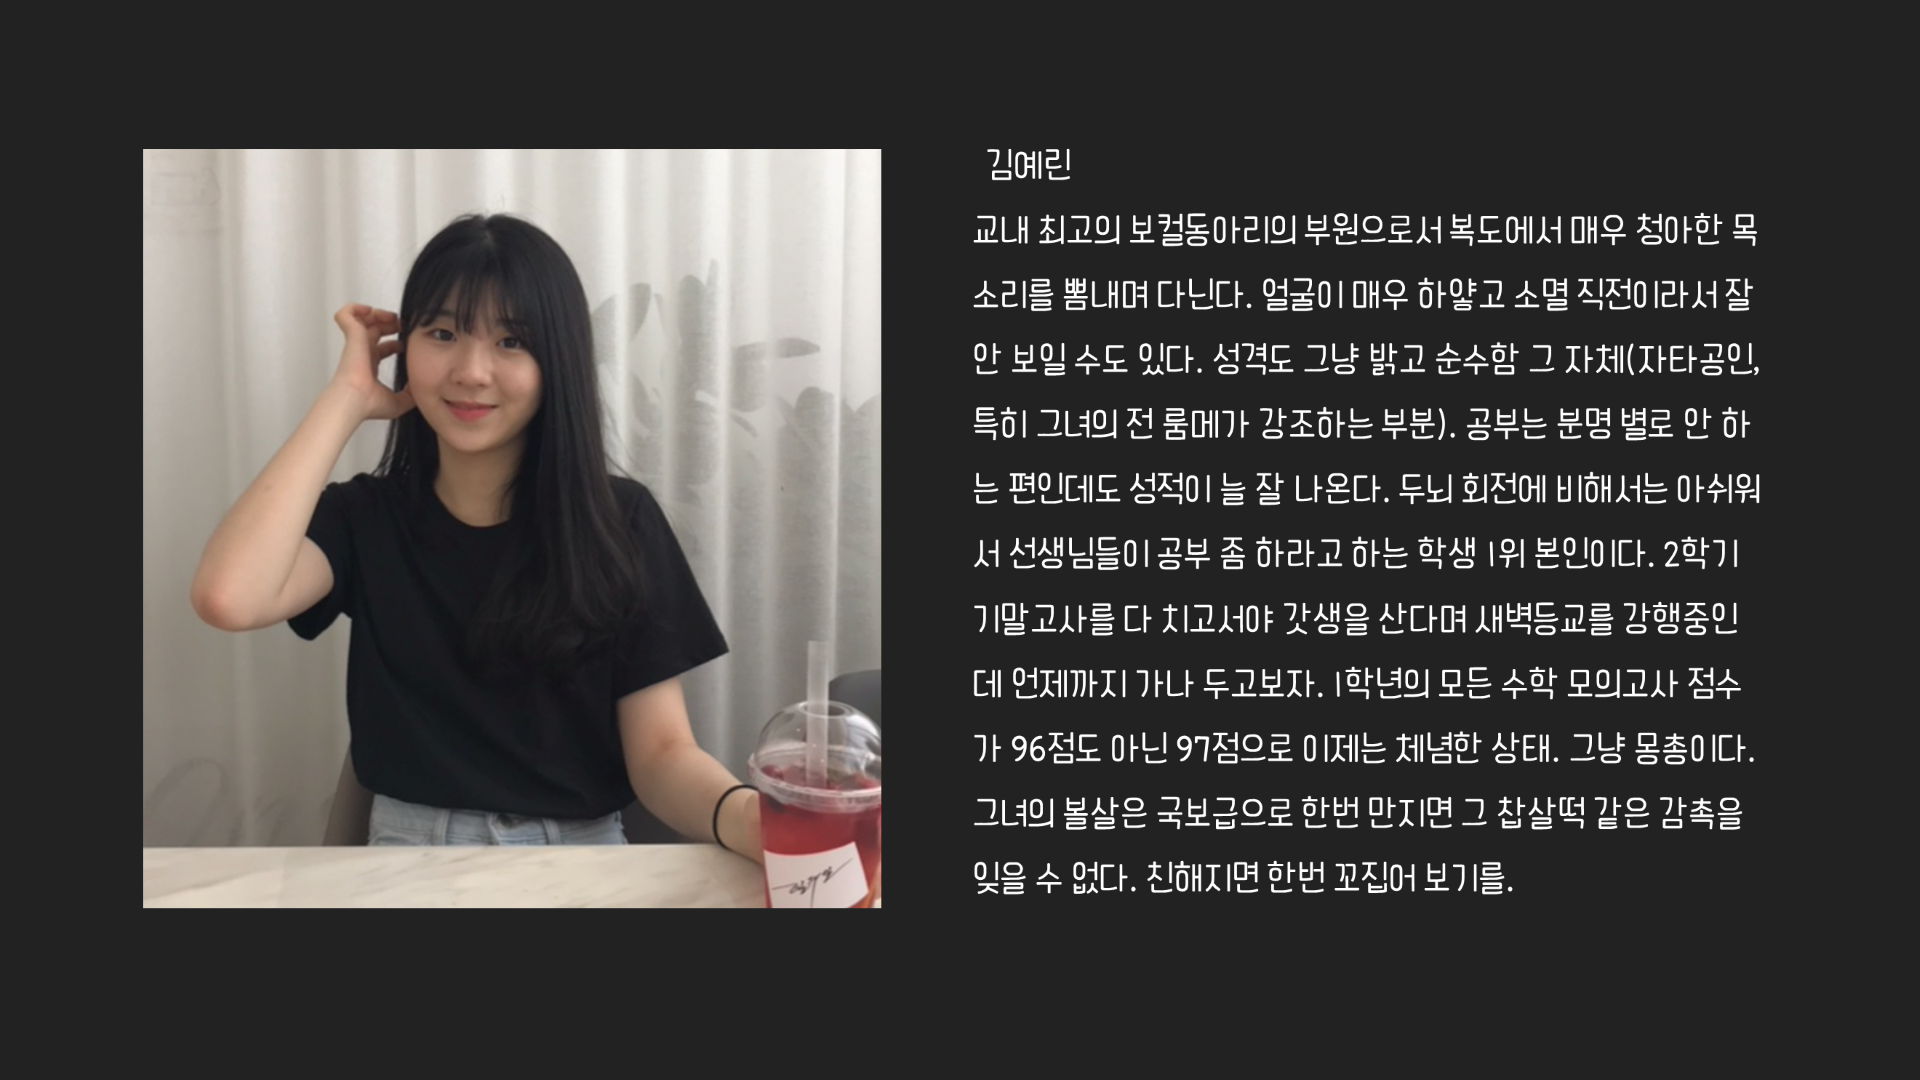 김예린
교내 최고의 보컬동아리의 부원으로서 복도에서 매우 청아한 목
소리를 뽐내며 다닌다. 얼굴이 매우 하얗고 소멸 직전이라서 잘
안 보일 수도 있다. 성격도 그냥 밝고 순수함 그 자체(자타공인,
특히 그녀의 전 룸메가 강조하는 부분). 공부는 분명 별로 안 하
는 편인데도 성적이 늘 잘 나온다. 두뇌 회전에 비해서는 아쉬워
서 선생님들이 공부 좀 하라고 하는 학생 1위 본인이다. 2학기
기말고사를 다 치고서야 갓생을 산다며 새벽등교를 강행중인
데 언제까지 가나 두고보자. 1학년의 모든 수학 모의고사 점수
가 96점도 아닌 97점으로 이제는 체념한 상태. 그냥 몽총이다.
그녀의 볼살은 국보급으로 한번 만지면 그 찹살떡 같은 감촉을
잊을 수 없다. 친해지면 한번 꼬집어 보기를.